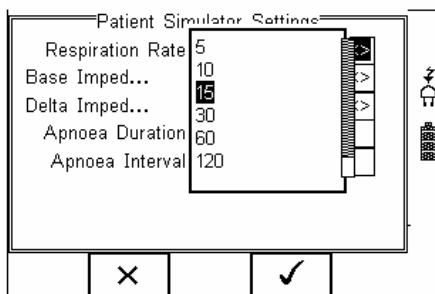 Patient Simulator Settings
Respiration Rate 5 <>
10
Base Imped... <>
15
Delta Imped... <>
30
Apnoea Duration 60
Apnoea Interval 120